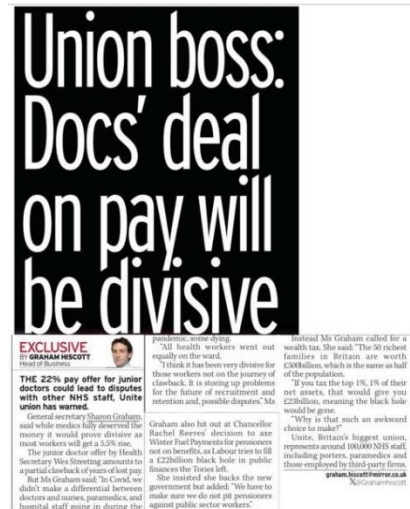 Union boss:
Docs' deal
on pay will
be divisive
EXCLUSIVE
BY GRAHAM HISCOTT
Head of Business
THE 22% pay offer for junior
doctors could lead to disputes
with other NHS staff, Unite
union has warned.
General secretary Sharon Graham,
said while medics fully deserved the
money it would prove divisive as
most workers will get a 5.5% rise.
The junior doctor offer by Health
Secretary Wes Streeting amounts to
a partial clawback of years of lost pay.
But Ms Graham said: "In Covid, we
didn't make a differential between
doctors and nurses, paramedics, and
hospital staff going in during the
pandemic, some dying.
"All health workers went out
equally on the ward.
"I think it has been very divisive for
those workers not on the journey of
clawback. It is storing up problems
for the future of recruitment and
retention and, possible disputes." Ms
Graham also hit out at Chancellor
Rachel Reeves' decision to axe
Winter Fuel Payments for pensioners
not on benefits, as Labour tries to fill
a £22billion black hole in public
finances the Tories left.
She insisted she backs the new
government but added: "We have to
make sure we do not pit pensioners
against public sector workers."
Instead Ms Graham called for a
wealth tax. She said: "The 50 richest
families in Britain are worth
£500billion, which is the same as half
of the population.
"If you tax the top 1%, 1% of their
net assets, that would give you
£25billion, meaning the black hole
would be gone.
"Why is that such an awkward
choice to make?"
Unite, Britain's biggest union,
represents around 100,000 NHS staff,
including porters, paramedics and
those employed by third-party firms.
graham.hiscott@mirror.co.uk
@Grahamhiscott